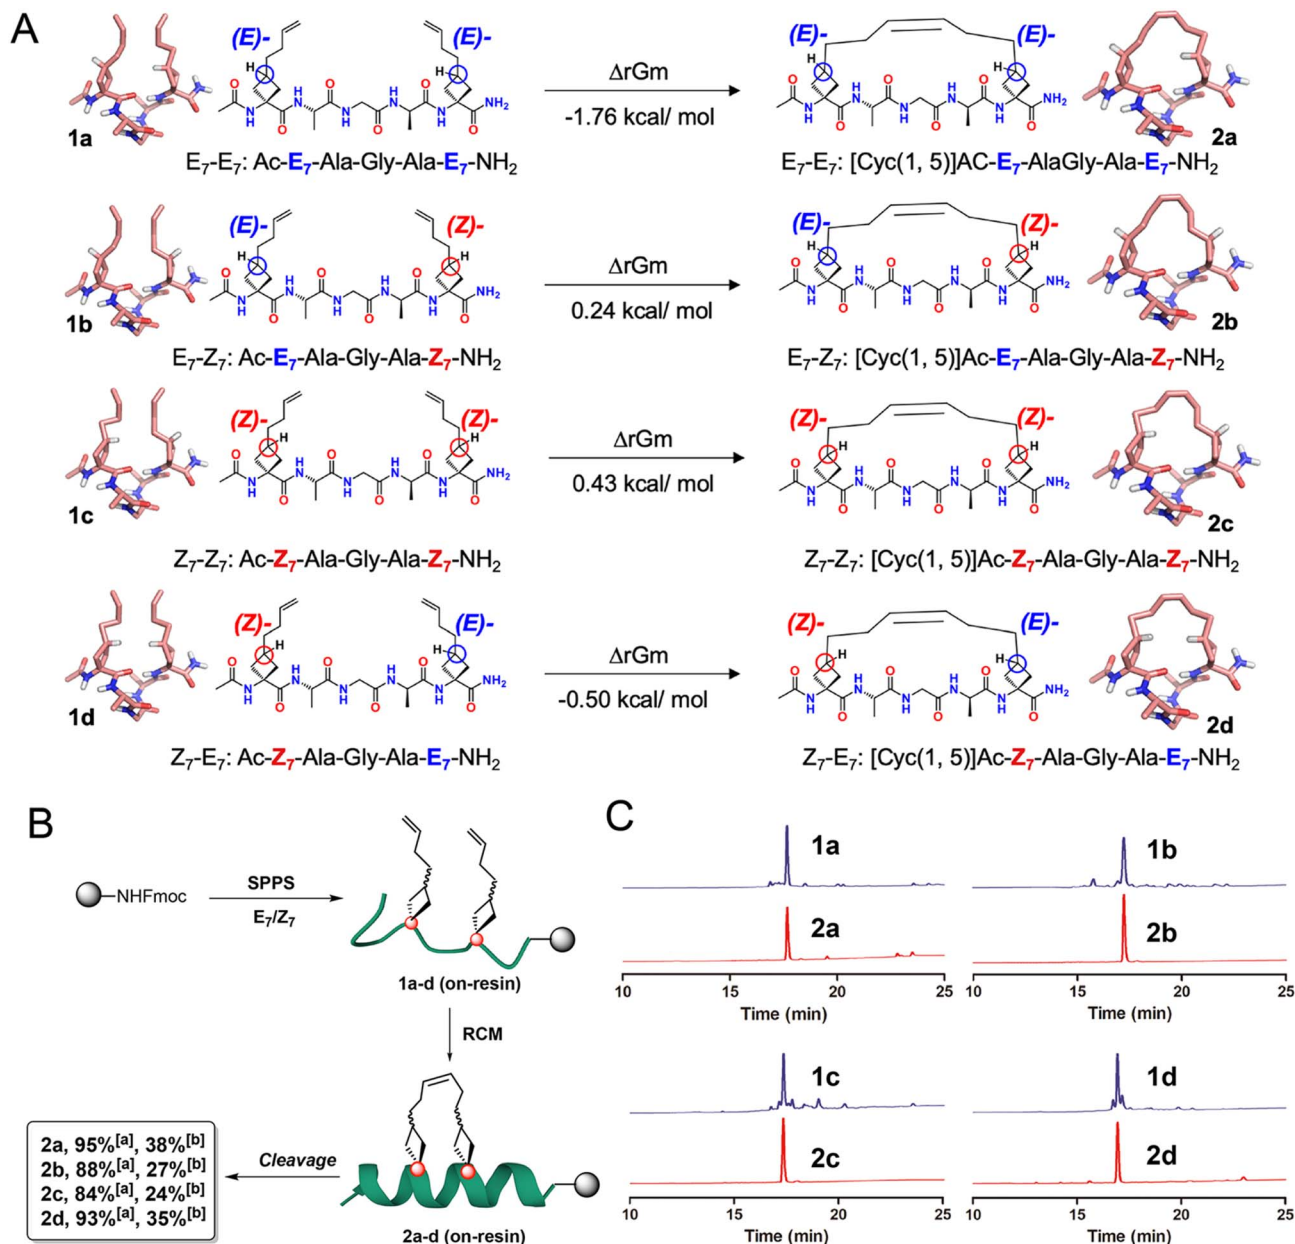 A
(E)-
(E)-
ΔrGm
-1.76 kcal/ mol
(E)-
(E)-
1a
2a
E7-E7: Ac-E7-Ala-Gly-Ala-E7-NH2
E7-E7: [Cyc(1, 5)]AC-E7-AlaGly-Ala-E7-NH2
(E)-
(Z)-
ΔrGm
0.24 kcal/ mol
(E)-
(Z)-
1b
2b
E7-Z7: Ac-E7-Ala-Gly-Ala-Z7-NH2
E7-Z7: [Cyc(1, 5)]Ac-E7-Ala-Gly-Ala-Z7-NH2
(Z)-
(Z)-
ΔrGm
0.43 kcal/ mol
(Z)-
(Z)-
1c
2c
Z7-Z7: Ac-Z7-Ala-Gly-Ala-Z7-NH2
Z7-Z7: [Cyc(1, 5)]Ac-Z7-Ala-Gly-Ala-Z7-NH2
(Z)-
(E)-
ΔrGm
-0.50 kcal/ mol
(Z)-
(E)-
1d
2d
Z7-E7: Ac-Z7-Ala-Gly-Ala-E7-NH2
Z7-E7: [Cyc(1, 5)]Ac-Z7-Ala-Gly-Ala-E7-NH2
B
NHFmoc
SPPS
E7/Z7
1a-d (on-resin)
RCM
Cleavage
2a-d (on-resin)
2a, 95%[a], 38%[b]
2b, 88%[a], 27%[b]
2c, 84%[a], 24%[b]
2d, 93%[a], 35%[b]
C
1a
2a
10 15 20 25
Time (min)
1b
2b
10 15 20 25
Time (min)
1c
2c
10 15 20 25
Time (min)
1d
2d
10 15 20 25
Time (min)